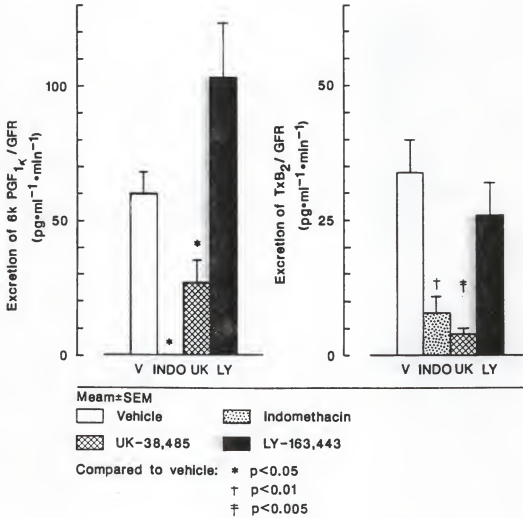 Excretion of 6k PGF1κ/GFR
(pg•ml⁻¹•min⁻¹)
100
50
0
*
*
V INDO UK LY
Excretion of TxB2/ GFR
(pg•ml⁻¹•min⁻¹)
50
25
0
†
‡
V INDO UK LY
Meam±SEM
Vehicle
Indomethacin
UK-38,485
LY-163,443
Compared to vehicle: * p<0.05
† p<0.01
‡ p<0.005